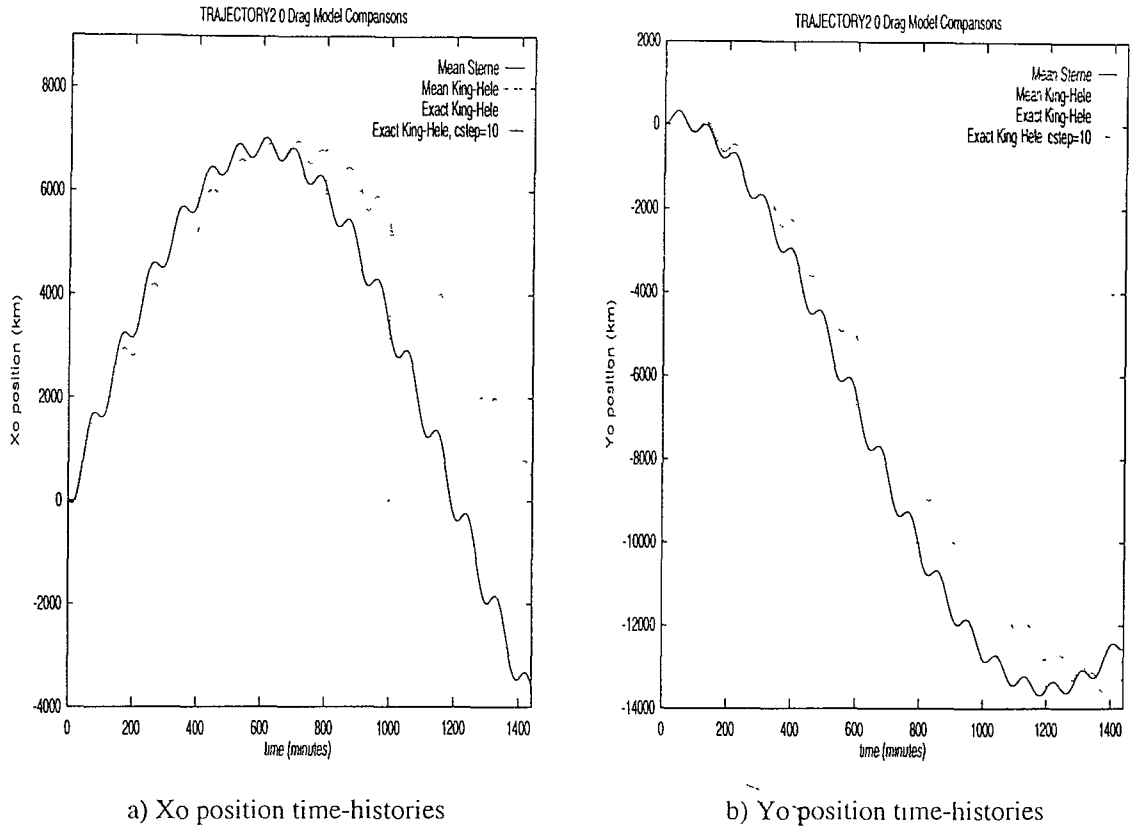 TRAJECTORY2 0 Drag Model Comparisons
8000
6000
4000
2000
0
-2000
-4000
Xo position (km)
Mean Sterne
Mean King-Hele
Exact King-Hele
Exact King-Hele, cstep=10
0 200 400 600 800 1000 1200 1400
time (minutes)
a) Xo position time-histories
TRAJECTORY2 0 Drag Model Comparisons
2000
0
-2000
-4000
-6000
-8000
-10000
-12000
-14000
Yo position (km)
Mean Sterne
Mean King-Hele
Exact King-Hele
Exact King Hele cstep=10
0 200 400 600 800 1000 1200 1400
time (minutes)
b) Yo position time-histories